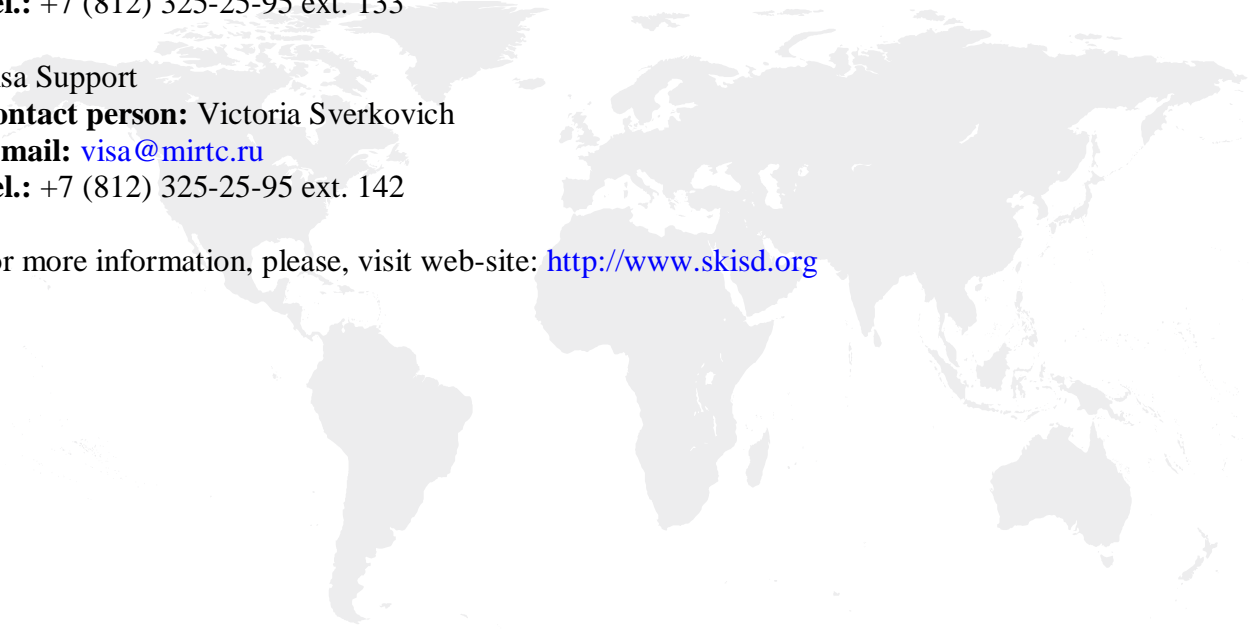 el.: +7 (812) 325-25-95 ext. 133
sa Support
ontact person: Victoria Sverkovich
mail: visa@mirtc.ru
el.: +7 (812) 325-25-95 ext. 142
or more information, please, visit web-site: http://www.skisd.org